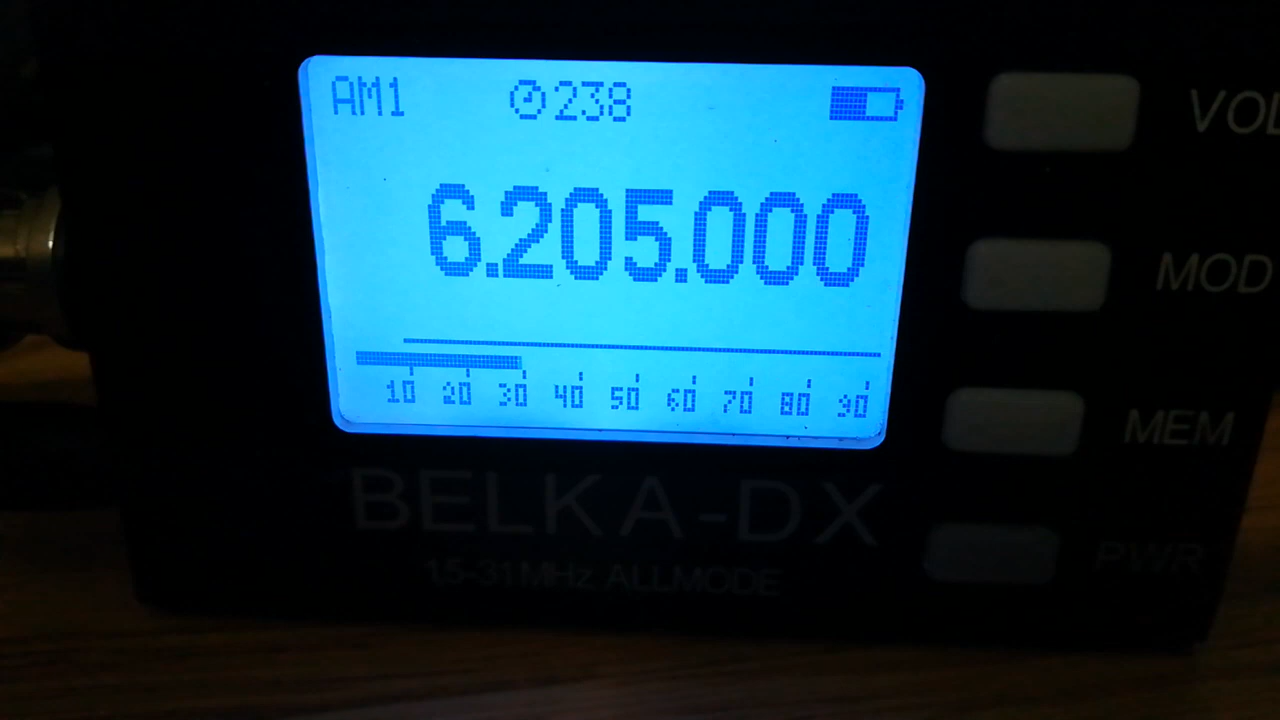 AM1 238
6.205.000
10 20 30 40 50 60 70 80 90
BELKA-DX
1.5-31MHz ALLMODE
VOL
MOD
MEM
PWR